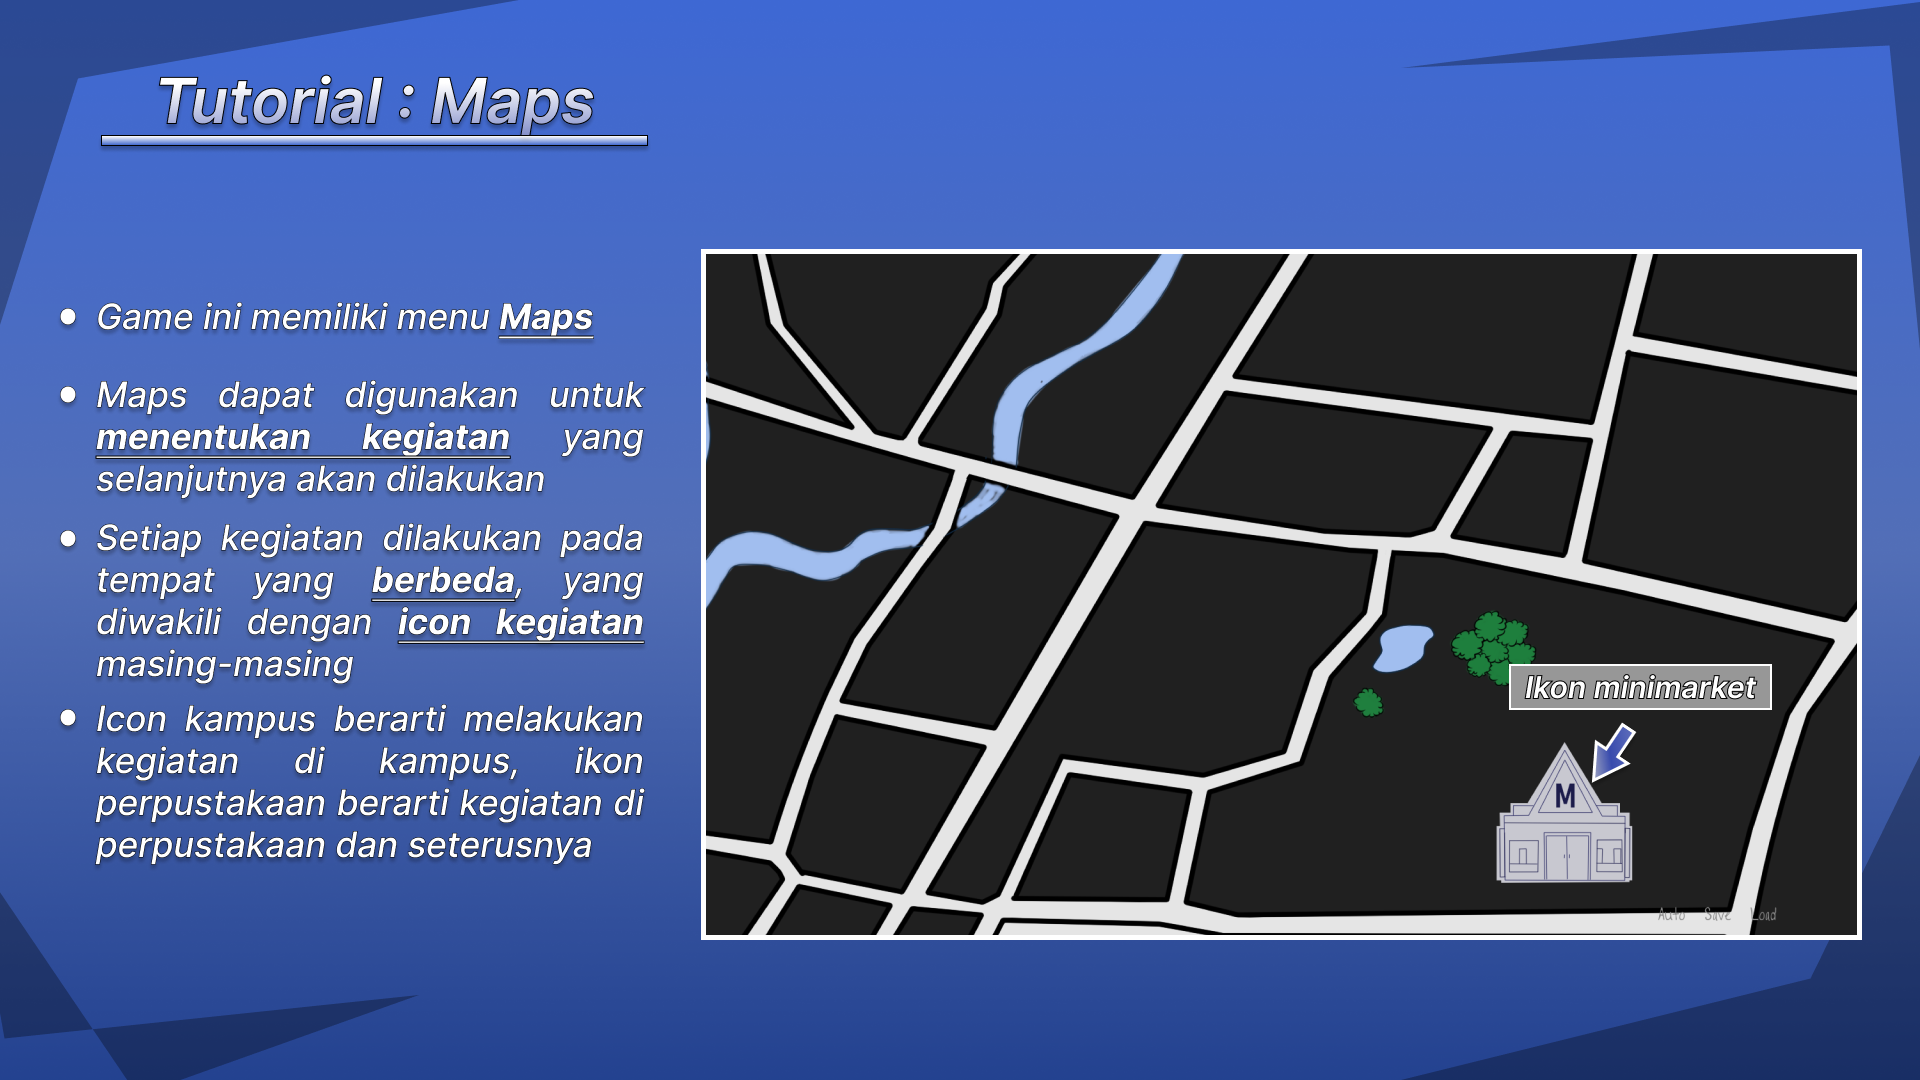 Tutorial : Maps
• Game ini memiliki menu Maps
• Maps dapat digunakan untuk
menentukan kegiatan yang
selanjutnya akan dilakukan
• Setiap kegiatan dilakukan pada
tempat yang berbeda, yang
diwakili dengan icon kegiatan
masing-masing
• Icon kampus berarti melakukan
kegiatan di kampus, ikon
perpustakaan berarti kegiatan di
perpustakaan dan seterusnya
Ikon minimarket
M
Auto Save Load